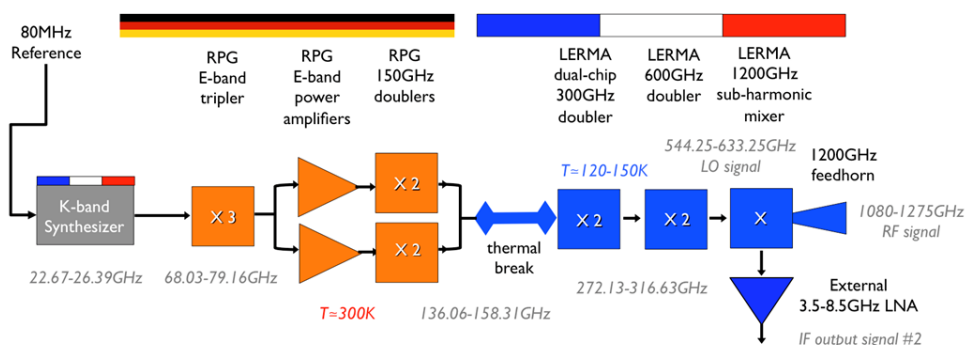 80MHz
Reference
RPG
E-band
tripler
RPG
E-band
power
amplifiers
RPG
150GHz
doublers
LERMA
dual-chip
300GHz
doubler
LERMA
600GHz
doubler
LERMA
1200GHz
sub-harmonic
mixer
544.25-633.25GHz
LO signal
1200GHz
feedhorn
T≈120-150K
K-band
Synthesizer
X 3
X 2
X 2
X 2
X 2
X
1080-1275GHz
RF signal
thermal
break
22.67-26.39GHz
68.03-79.16GHz
T≈300K
136.06-158.31GHz
272.13-316.63GHz
External
3.5-8.5GHz LNA
IF output signal #2